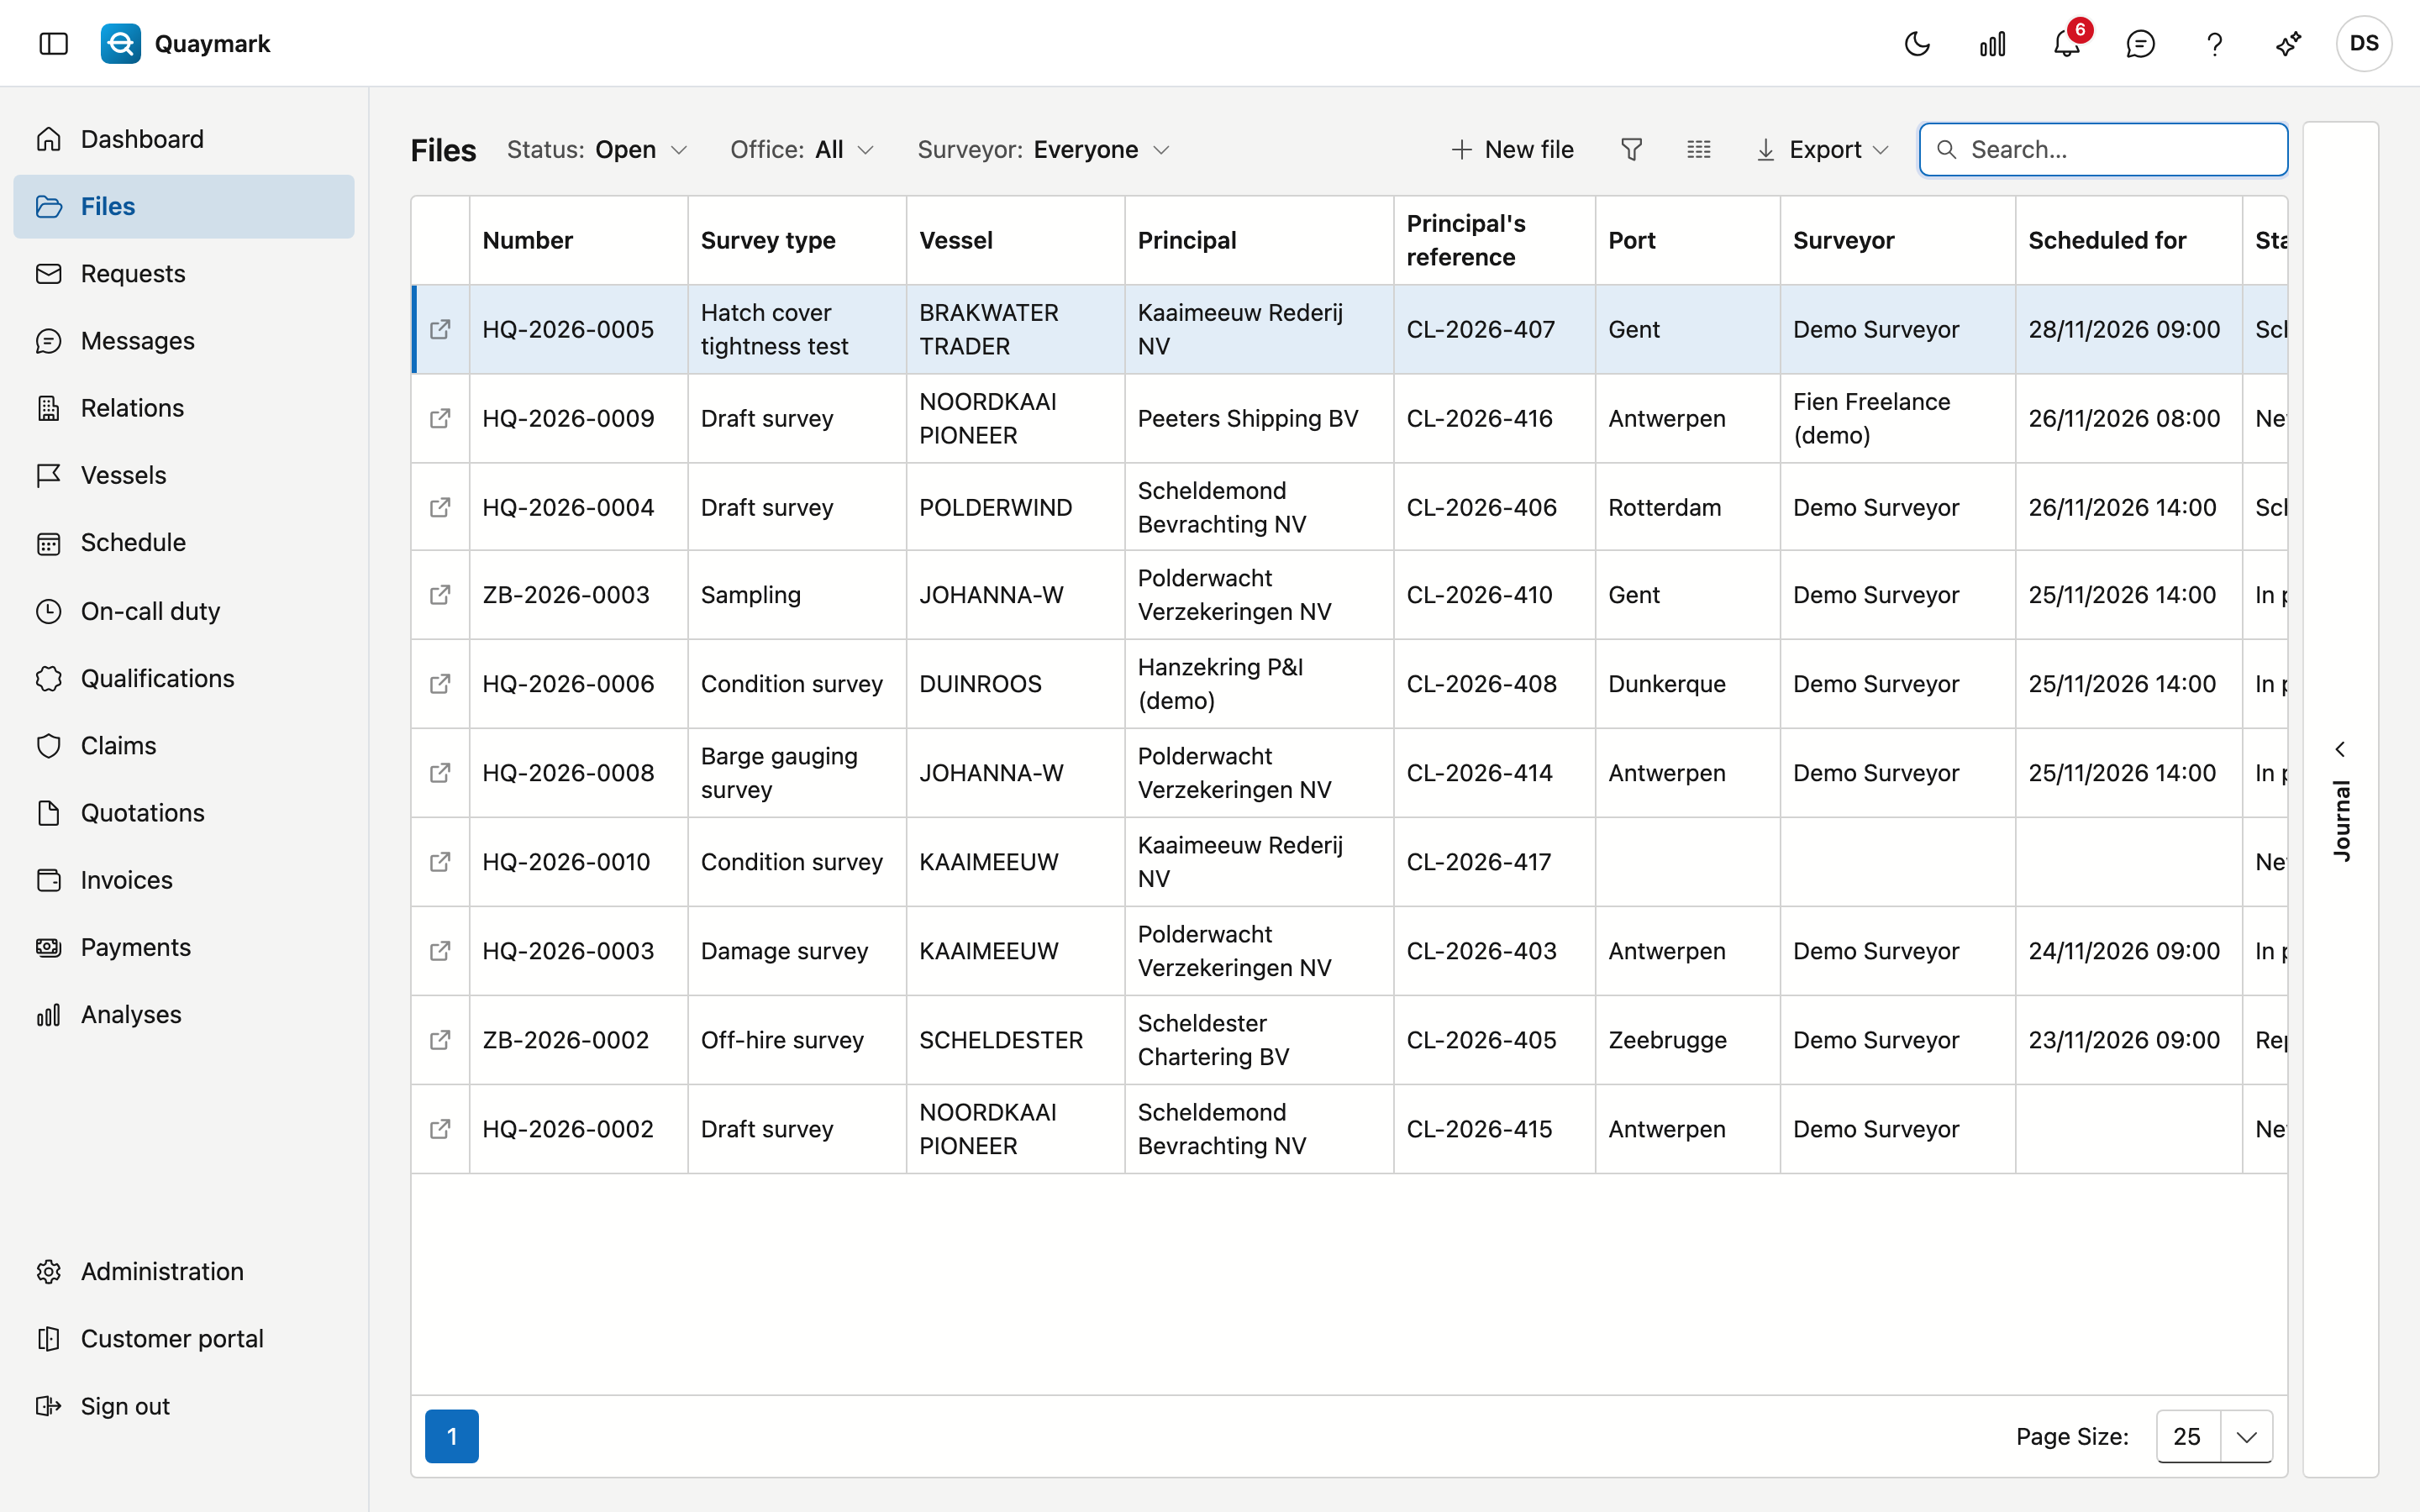 Quaymark
6
DS
Dashboard
Files
Requests
Messages
Relations
Vessels
Schedule
On-call duty
Qualifications
Claims
Quotations
Invoices
Payments
Analyses
Administration
Customer portal
Sign out
Files Status: Open Office: All Surveyor: Everyone New file Export Search...
Number Survey type Vessel Principal Principal's reference Port Surveyor Scheduled for Sta
HQ-2026-0005 Hatch cover tightness test BRAKWATER TRADER Kaaimeeuw Rederij NV CL-2026-407 Gent Demo Surveyor 28/11/2026 09:00 Sch
HQ-2026-0009 Draft survey NOORDKAAI PIONEER Peeters Shipping BV CL-2026-416 Antwerpen Fien Freelance (demo) 26/11/2026 08:00 Ne
HQ-2026-0004 Draft survey POLDERWIND Scheldemond Bevrachting NV CL-2026-406 Rotterdam Demo Surveyor 26/11/2026 14:00 Sch
ZB-2026-0003 Sampling JOHANNA-W Polderwacht Verzekeringen NV CL-2026-410 Gent Demo Surveyor 25/11/2026 14:00 In p
HQ-2026-0006 Condition survey DUINROOS Hanzekring P&I (demo) CL-2026-408 Dunkerque Demo Surveyor 25/11/2026 14:00 In p
HQ-2026-0008 Barge gauging survey JOHANNA-W Polderwacht Verzekeringen NV CL-2026-414 Antwerpen Demo Surveyor 25/11/2026 14:00 In p
HQ-2026-0010 Condition survey KAAIMEEUW Kaaimeeuw Rederij NV CL-2026-417 Ne
HQ-2026-0003 Damage survey KAAIMEEUW Polderwacht Verzekeringen NV CL-2026-403 Antwerpen Demo Surveyor 24/11/2026 09:00 In p
ZB-2026-0002 Off-hire survey SCHELDESTER Scheldester Chartering BV CL-2026-405 Zeebrugge Demo Surveyor 23/11/2026 09:00 Rep
HQ-2026-0002 Draft survey NOORDKAAI PIONEER Scheldemond Bevrachting NV CL-2026-415 Antwerpen Demo Surveyor Ne
1
Page Size: 25
Journal